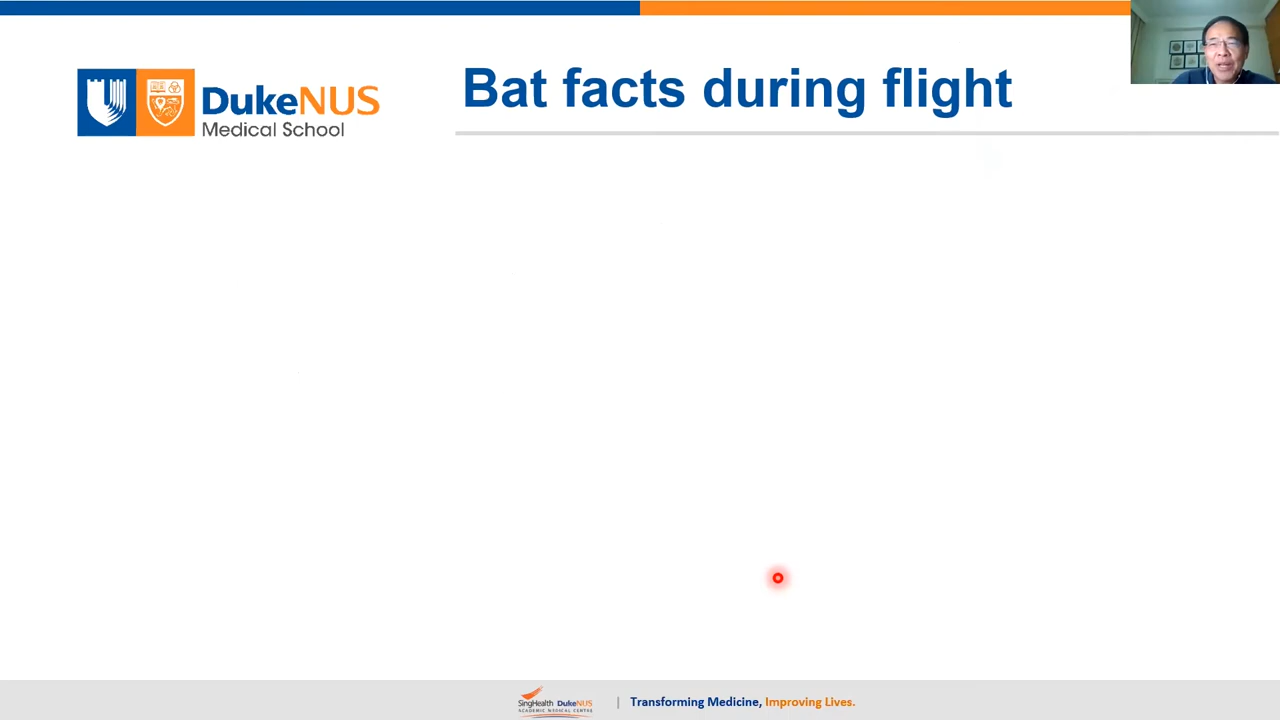 Bat facts during flight
DukeNUS
Medical School
SingHealth DukeNUS
ACADEMIC MEDICAL CENTRE
| Transforming Medicine, Improving Lives.